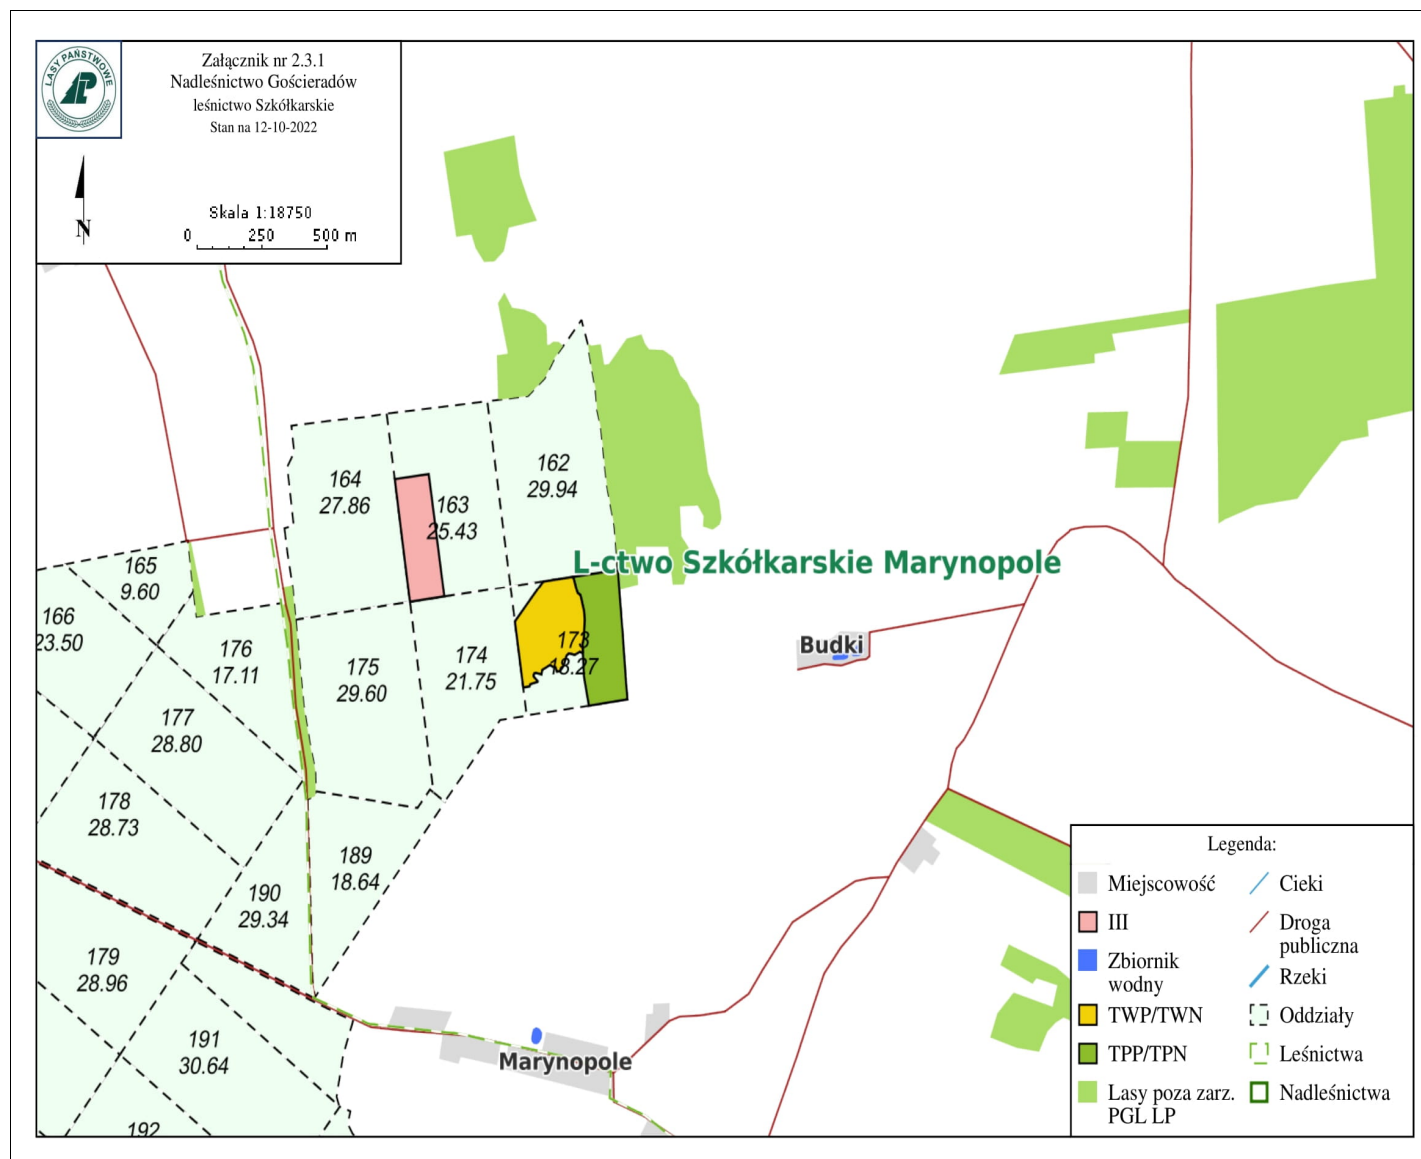 LASY PAŃSTWOWE
Załącznik nr 2.3.1
Nadleśnictwo Gościeradów
leśnictwo Szkółkarskie
Stan na 12-10-2022
N
Skala 1:18750
0 250 500 m
162
29.94
164
27.86
163
25.43
L-ctwo Szkółkarskie Marynopole
165
9.60
166
23.50
176
17.11
175
29.60
174
21.75
173
18.27
Budki
177
28.80
178
28.73
189
18.64
190
29.34
179
28.96
191
30.64
192
Marynopole
Legenda:
Miejscowość
III
Zbiornik
wodny
TWP/TWN
TPP/TPN
Lasy poza zarz.
PGL LP
Cieki
Droga
publiczna
Rzeki
Oddziały
Leśnictwa
Nadleśnictwa